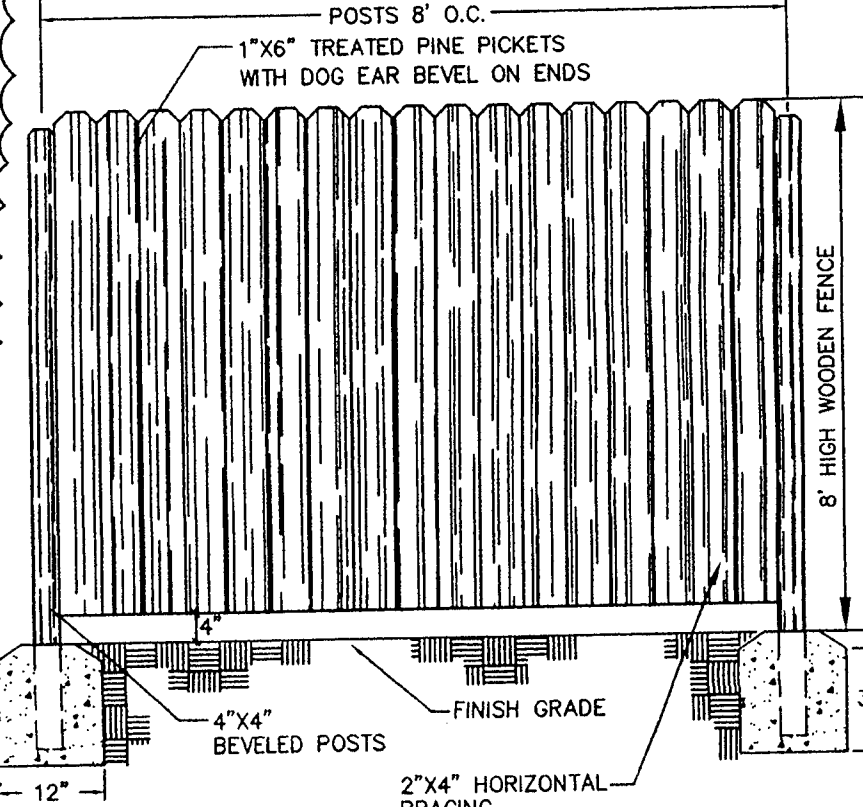 POSTS 8' O.C.
1"X6" TREATED PINE PICKETS
WITH DOG EAR BEVEL ON ENDS
8' HIGH WOODEN FENCE
4"
4"X4"
BEVELED POSTS
FINISH GRADE
12"
2"X4" HORIZONTAL
BRACING